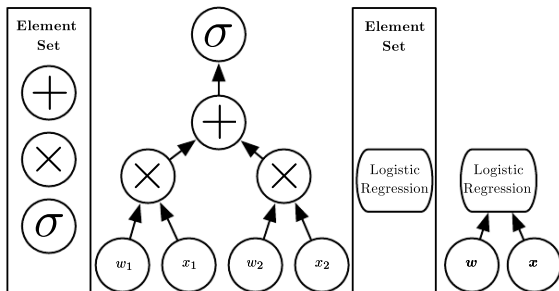 Element
Set
+
×
σ
σ
+
×
×
w₁
x₁
w₂
x₂
Element
Set
Logistic
Regression
Logistic
Regression
w
x